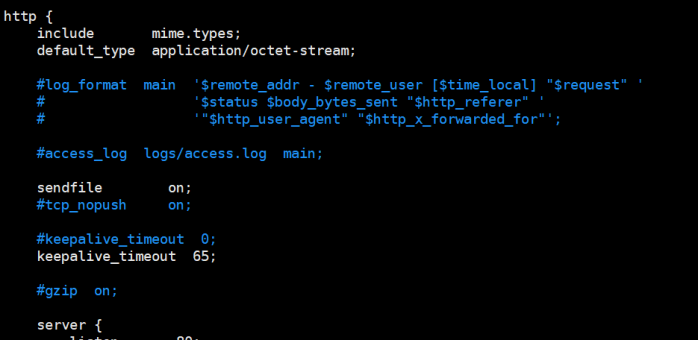 http {
    include       mime.types;
    default_type  application/octet-stream;

    #log_format  main  '$remote_addr - $remote_user [$time_local] "$request" '
    #                  '$status $body_bytes_sent "$http_referer" '
    #                  '"$http_user_agent" "$http_x_forwarded_for"';

    #access_log  logs/access.log  main;

    sendfile        on;
    #tcp_nopush     on;

    #keepalive_timeout  0;
    keepalive_timeout  65;

    #gzip  on;

    server {
        listen       80;